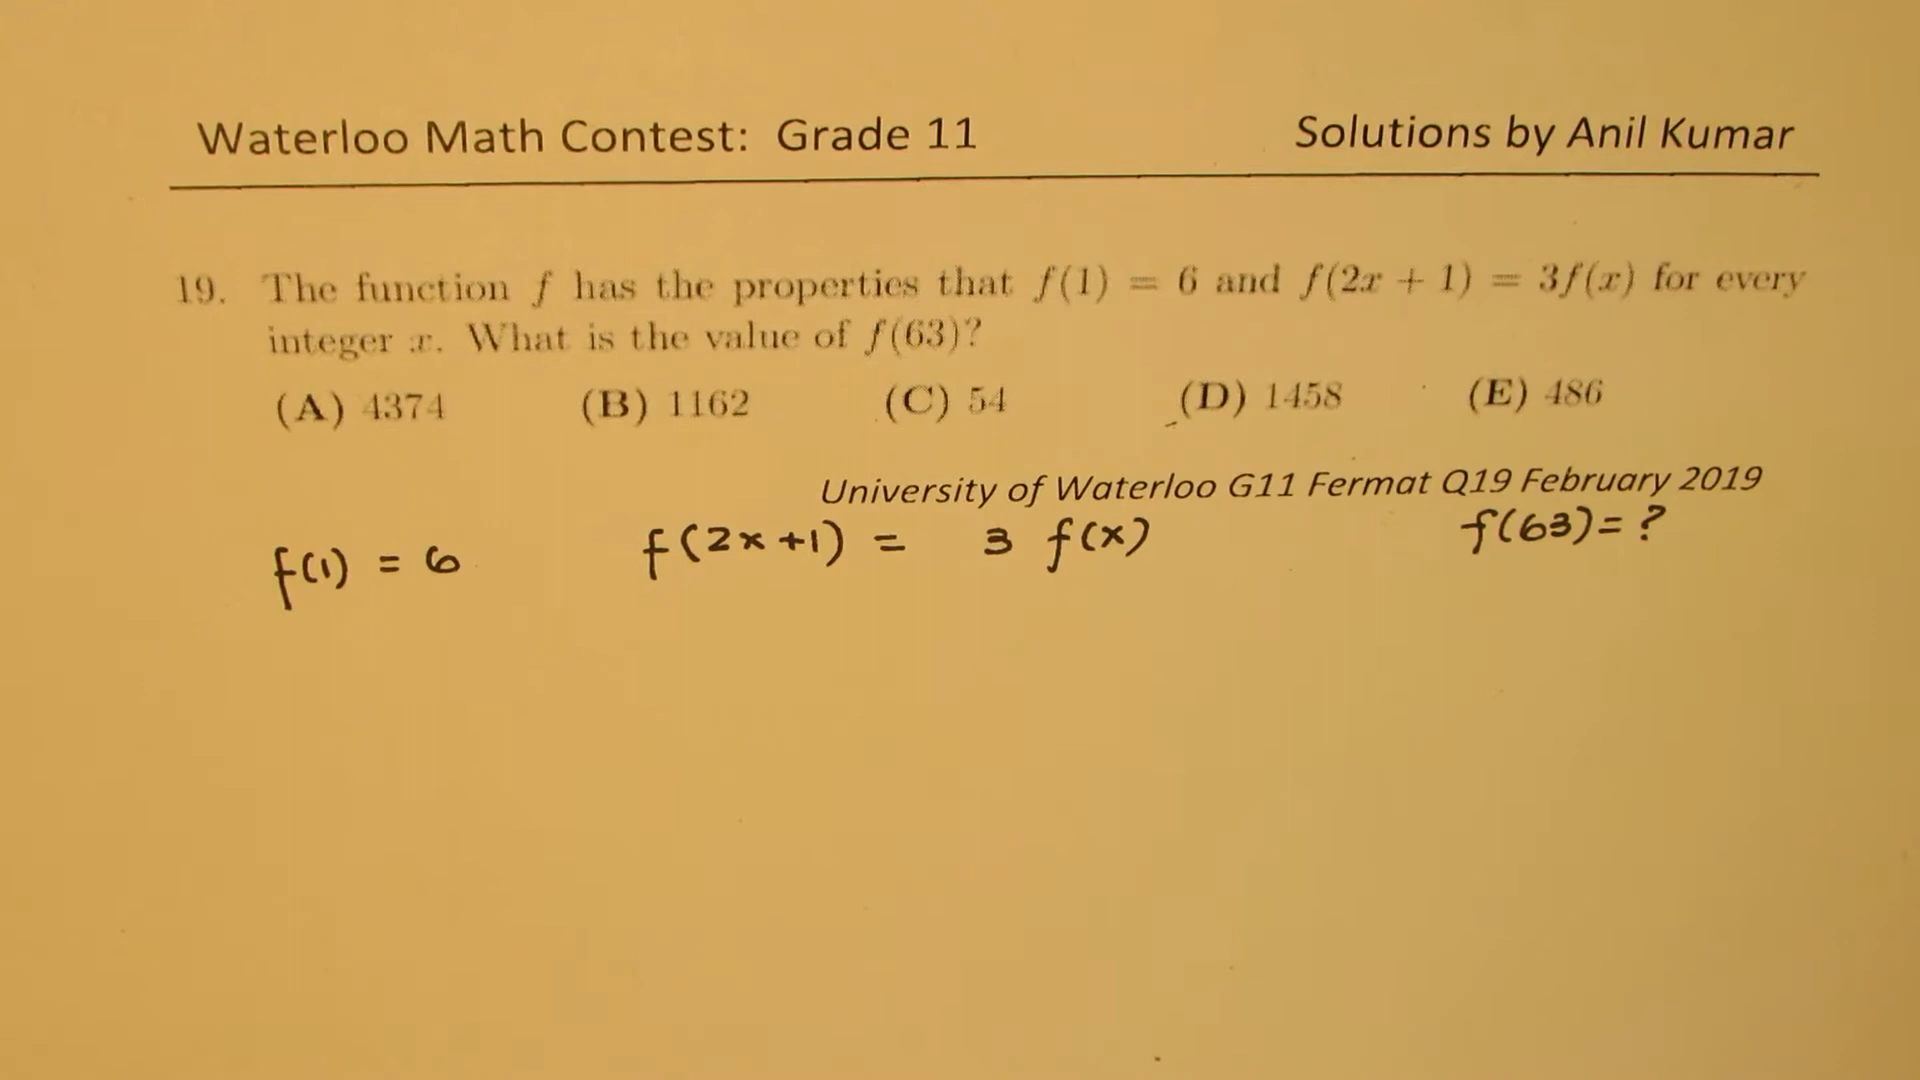 Waterloo Math Contest: Grade 11 Solutions by Anil Kumar
19. The function f has the properties that f(1) = 6 and f(2x + 1) = 3f(x) for every
integer x. What is the value of f(63)?
(A) 4374 (B) 1162 (C) 54 (D) 1458 (E) 486
University of Waterloo G11 Fermat Q19 February 2019
f(1) = 6 f(2x+1) = 3 f(x) f(63)= ?